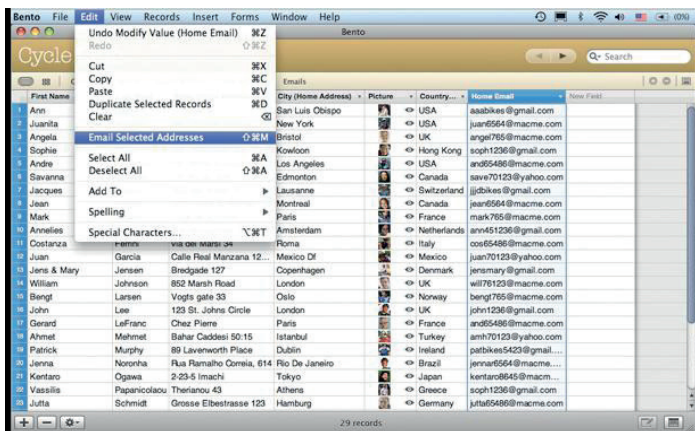 Bento File Edit View Records Insert Forms Window Help (0%)
Bento
Cycle
Search
Undo Modify Value (Home Email) ⌘Z
Redo ⇧⌘Z
Cut ⌘X
Copy ⌘C
Paste ⌘V
Duplicate Selected Records ⌘D
Clear
Email Selected Addresses ⇧⌘M
Select All ⌘A
Deselect All ⇧⌘A
Add To
Spelling
Special Characters... ⌥⌘T
Emails
First Name City (Home Address) Picture Country... Home Email New Field
1 Ann San Luis Obispo USA aaabikes@gmail.com
2 Juanita New York USA juan6564@macme.com
3 Angela Bristol UK angel765@macme.com
4 Sophie Kowloon Hong Kong soph1236@gmail.com
5 Andre Los Angeles USA and65486@macme.com
6 Savanna Edmonton Canada save70123@yahoo.com
7 Jacques Lausanne Switzerland jjjdbikes@gmail.com
8 Jean Montreal Canada jean6564@macme.com
9 Mark Paris France mark765@macme.com
10 Annelies Amsterdam Netherlands ann451236@gmail.com
11 Costanza Femmi Via dei Marsi 34 Roma Italy cos65486@macme.com
12 Juan Garcia Calle Real Manzana 12... Mexico Df Mexico juan70123@yahoo.com
13 Jens & Mary Jensen Bredgade 127 Copenhagen Denmark jensmary@gmail.com
14 William Johnson 852 Marsh Road London UK will76123@macme.com
15 Bengt Larsen Vogts gate 33 Oslo Norway bengt765@macme.com
16 John Lee 123 St. Johns Circle London UK john1236@gmail.com
17 Gerard LeFranc Chez Pierre Paris France and65486@macme.com
18 Ahmet Mehmet Bahar Caddesi 50:15 Istanbul Turkey amh70123@yahoo.com
19 Patrick Murphy 89 Lavenworth Place Dublin Ireland patbikes5423@gmail....
20 Jenna Noronha Rua Ramalho Correia, 614 Rio De Janeiro Brazil jennar6564@macme....
21 Kentaro Ogawa 2-23-5 Imachi Tokyo Japan kentaro8645@macm...
22 Vassilis Papanicolaou Therianou 43 Athens Greece soph1236@gmail.com
23 Jutta Schmidt Grosse Elbestrasse 123 Hamburg Germany jutta65486@macme.com
29 records